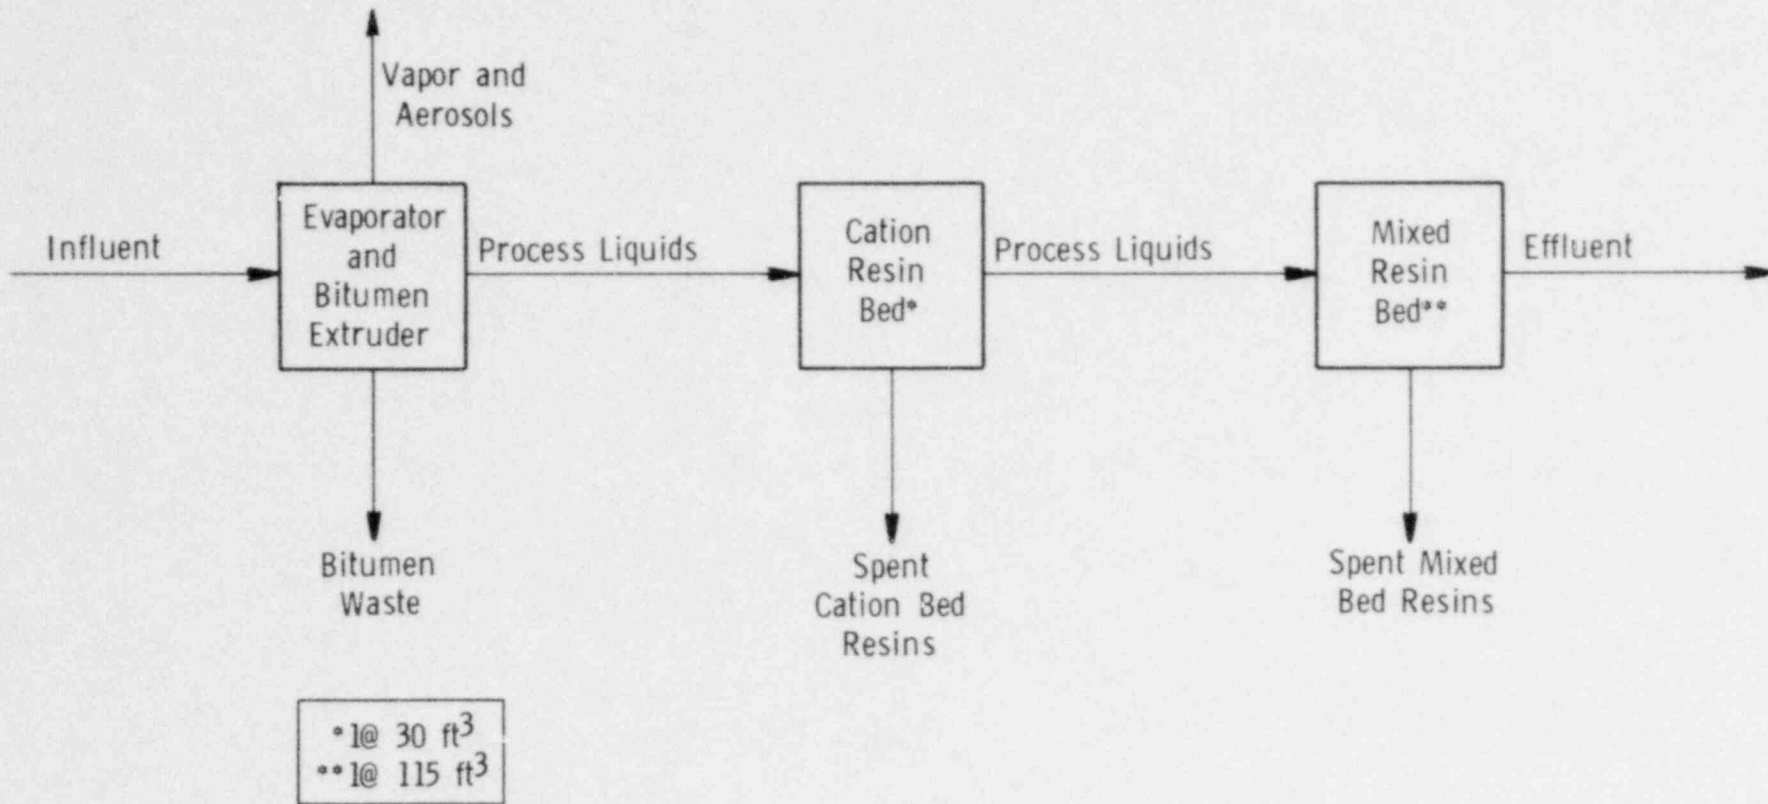 Vapor and
Aerosols
Influent
Evaporator
and
Bitumen
Extruder
Process Liquids
Cation
Resin
Bed*
Process Liquids
Mixed
Resin
Bed**
Effluent
Bitumen
Waste
Spent
Cation Bed
Resins
Spent Mixed
Bed Resins
*1@ 30 ft³
**1@ 115 ft³